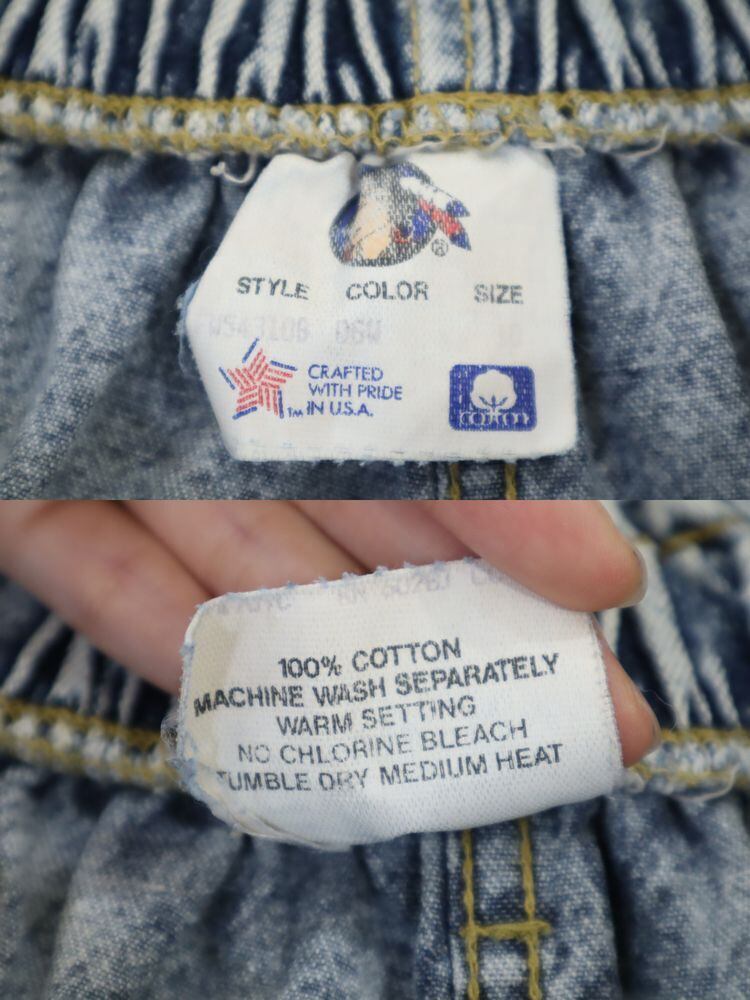 ®
STYLE COLOR SIZE
CRAFTED
WITH PRIDE
TM IN U.S.A.
cotton
100% COTTON
MACHINE WASH SEPARATELY
WARM SETTING
NO CHLORINE BLEACH
TUMBLE DRY MEDIUM HEAT